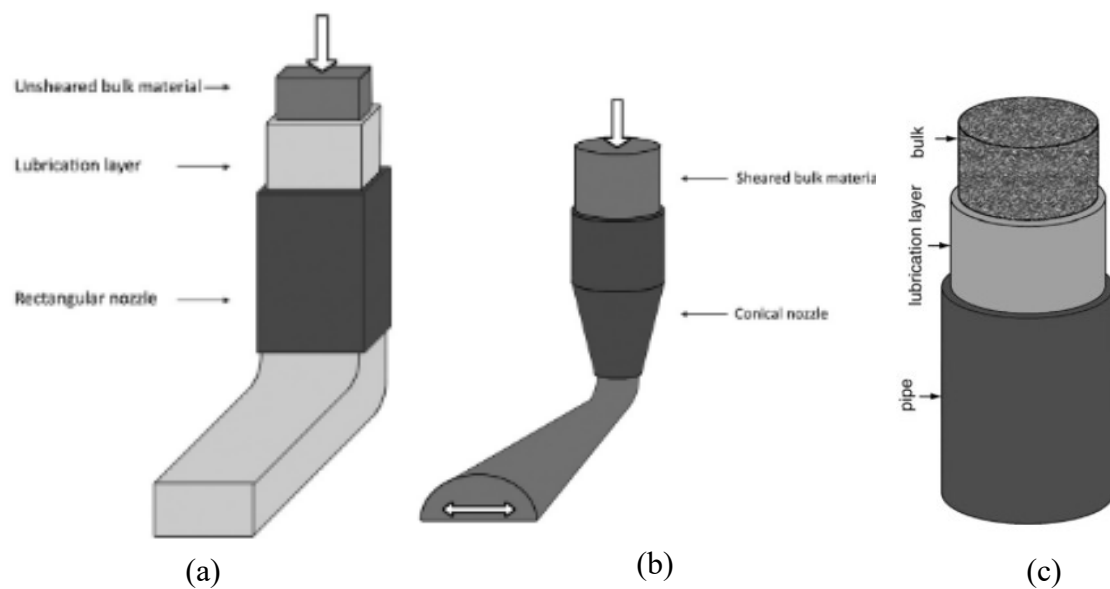 Unsheared bulk material
Lubrication layer
Rectangular nozzle
(a)
Sheared bulk materia
Conical nozzle
(b)
bulk
lubrication layer
pipe
(c)